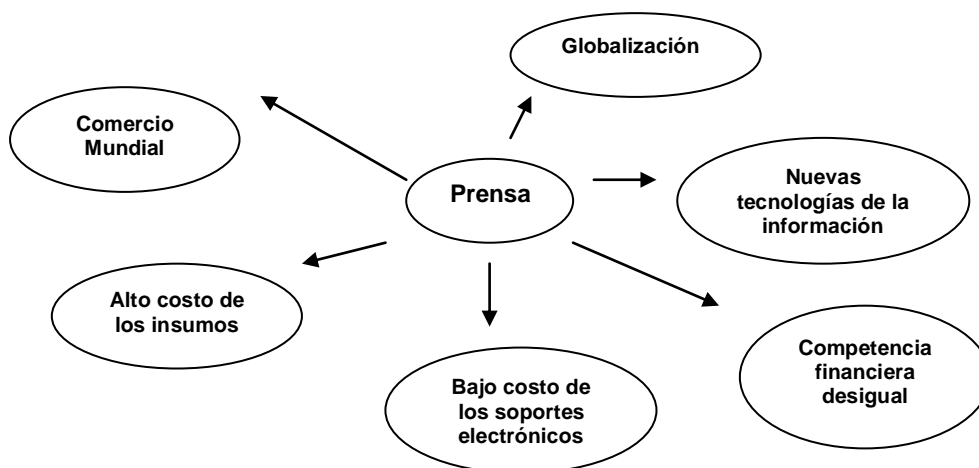 Globalización
Comercio
Mundial
Prensa
Nuevas
tecnologías de la
información
Alto costo de
los insumos
Bajo costo de
los soportes
electrónicos
Competencia
financiera
desigual